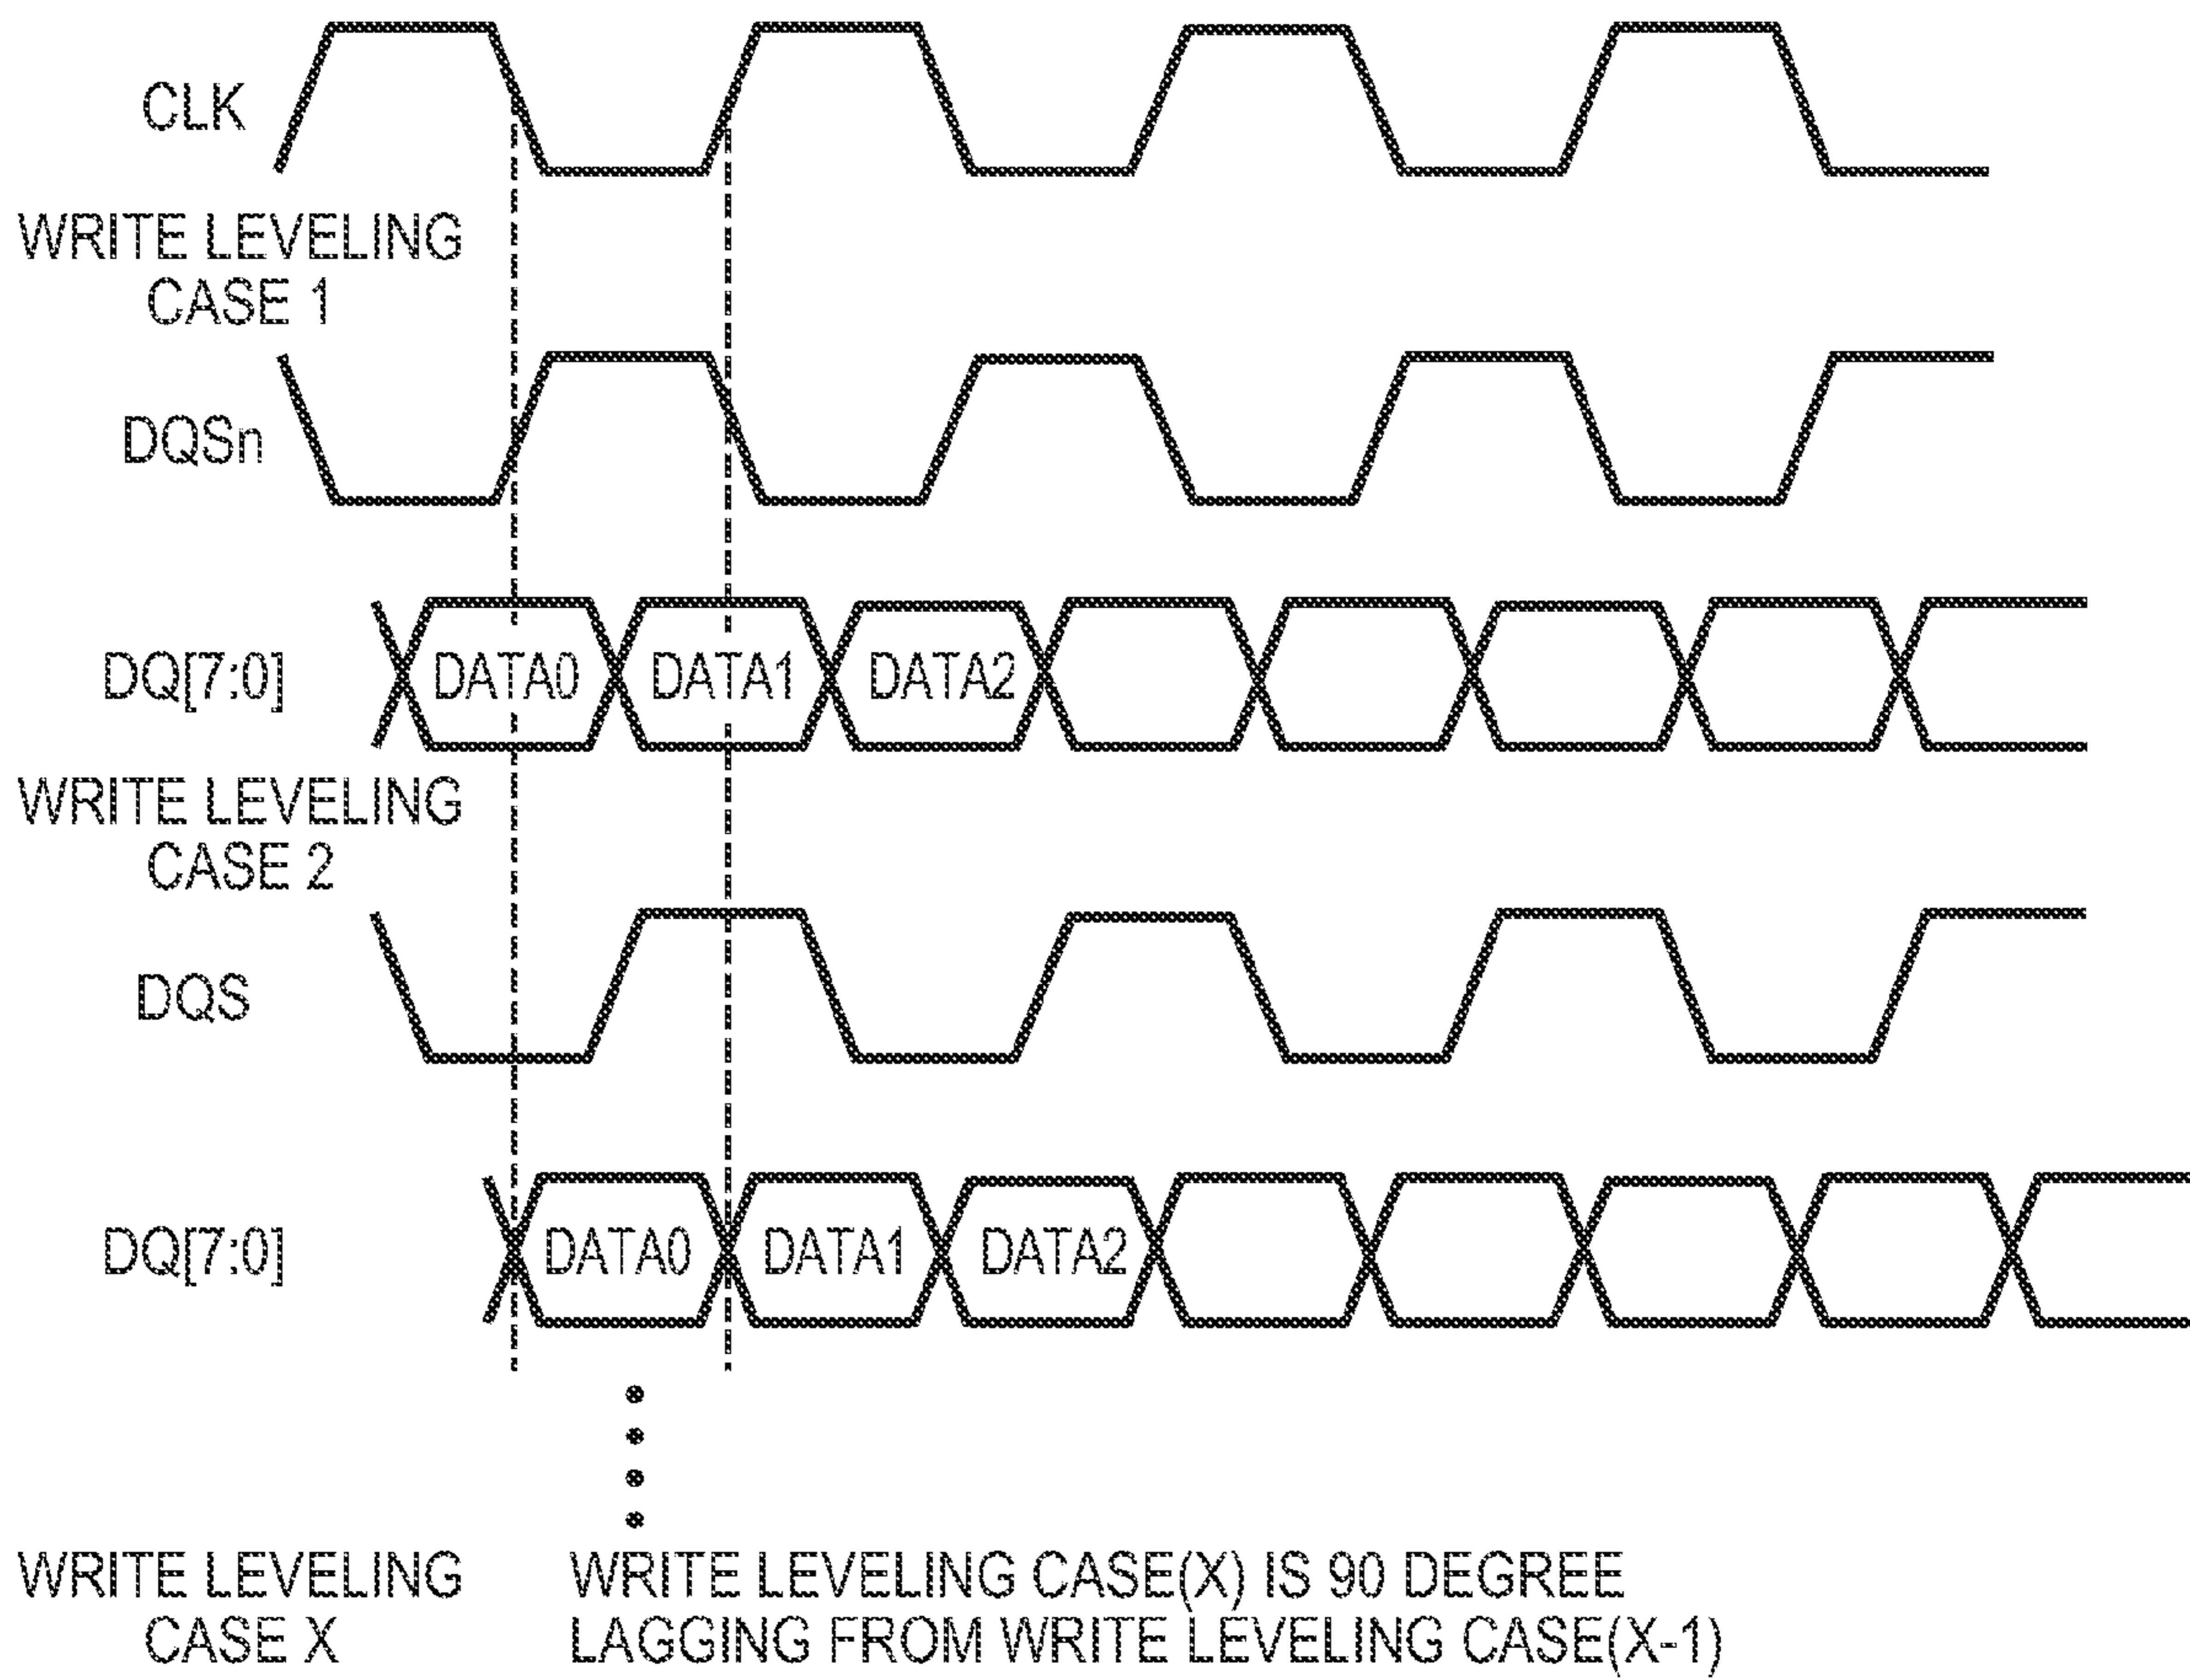 CLK
WRITE LEVELING
CASE 1
DQSn
DQ[7:0] DATA0 DATA1 DATA2
WRITE LEVELING
CASE 2
DQS
DQ[7:0] DATA0 DATA1 DATA2
WRITE LEVELING
CASE X
WRITE LEVELING CASE(X) IS 90 DEGREE
LAGGING FROM WRITE LEVELING CASE(X-1)